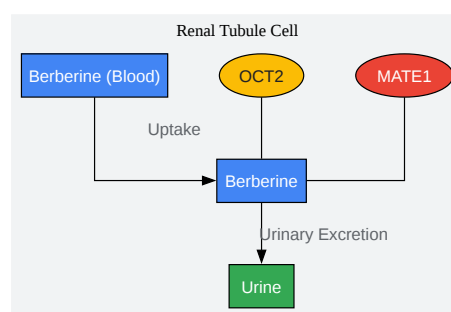 Renal Tubule Cell
Berberine (Blood)
OCT2
MATE1
Uptake
Berberine
Urinary Excretion
Urine